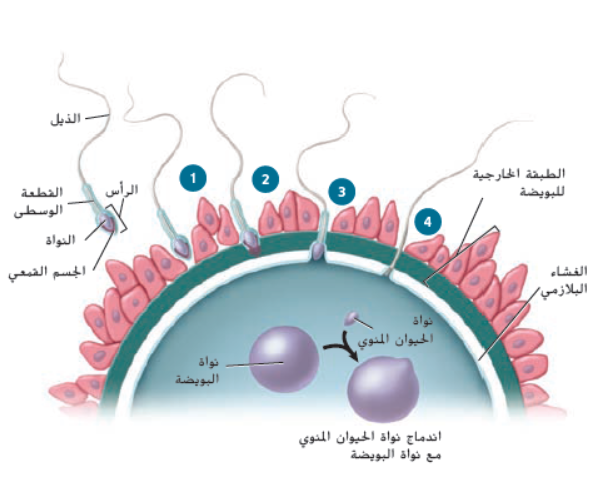 الذيل
الرأس
القطعة
الوسطى
النواة
الجسم القمعي
1
2
3
4
الطبقة الخارجية
للبويضة
الغشاء
البلازمي
نواة
الحيوان المنوي
نواة
البويضة
اندماج نواة الحيوان المنوي
مع نواة البويضة